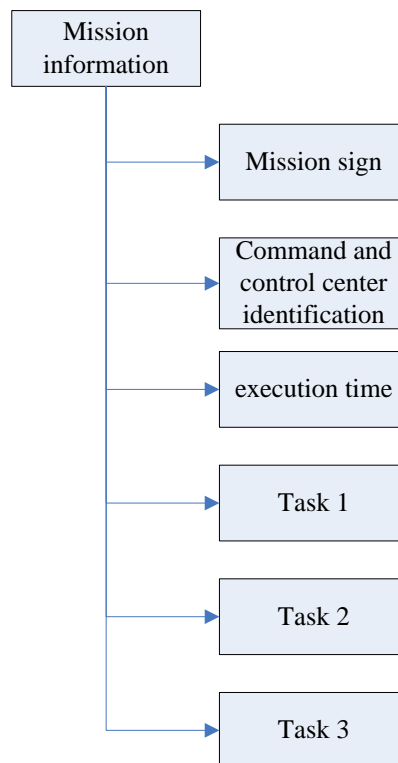 Mission
information
Mission sign
Command and
control center
identification
execution time
Task 1
Task 2
Task 3